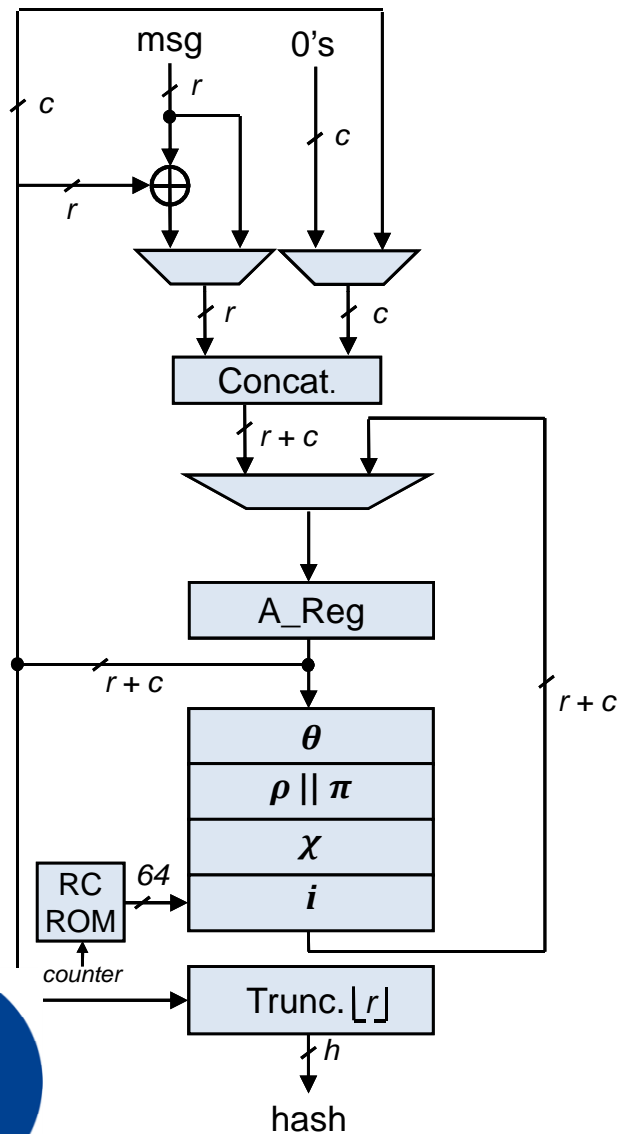 msg
0's
r
c
c
r
r
c
Concat.
r + c
A_Reg
r + c
r + c
θ
ρ || π
χ
RC
ROM
64
i
counter
Trunc. ⌊r⌋
h
hash